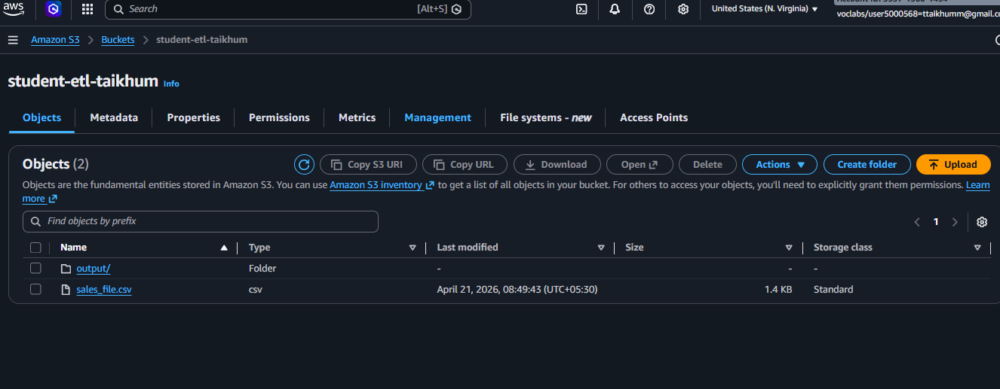 aws Search [Alt+S] United States (N. Virginia)
voclabs/user5000568=ttaikhumm@gmail.c
Amazon S3 > Buckets > student-etl-taikhum
student-etl-taikhum Info
Objects Metadata Properties Permissions Metrics Management File systems - new Access Points
Objects (2) Copy S3 URI Copy URL Download Open Delete Actions Create folder Upload
Objects are the fundamental entities stored in Amazon S3. You can use Amazon S3 inventory to get a list of all objects in your bucket. For others to access your objects, you'll need to explicitly grant them permissions. Learn
more
Find objects by prefix 1
Name Type Last modified Size Storage class
output/ Folder - - -
sales_file.csv csv April 21, 2026, 08:49:43 (UTC+05:30) 1.4 KB Standard